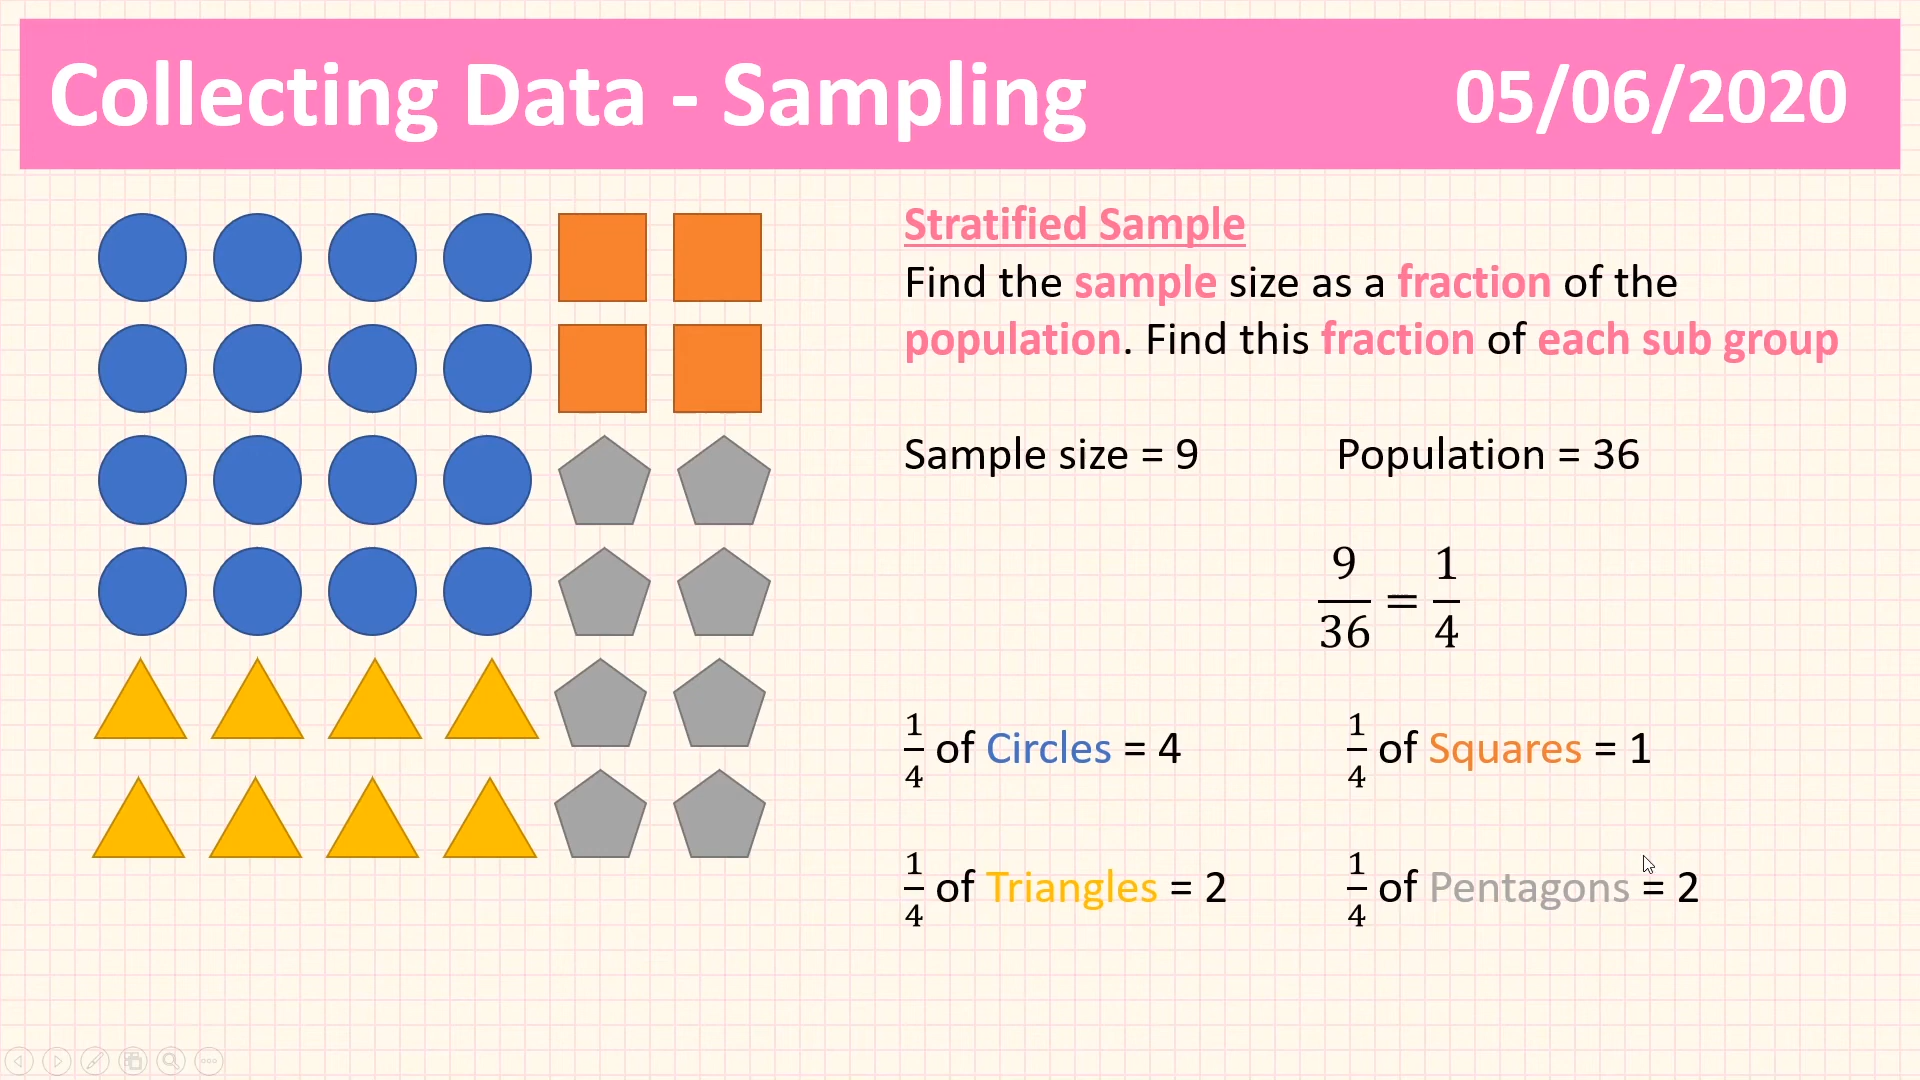 Collecting Data - Sampling
05/06/2020
Stratified Sample
Find the sample size as a fraction of the
population. Find this fraction of each sub group
Sample size = 9
Population = 36
9/36 = 1/4
1/4 of Circles = 4
1/4 of Squares = 1
1/4 of Triangles = 2
1/4 of Pentagons = 2